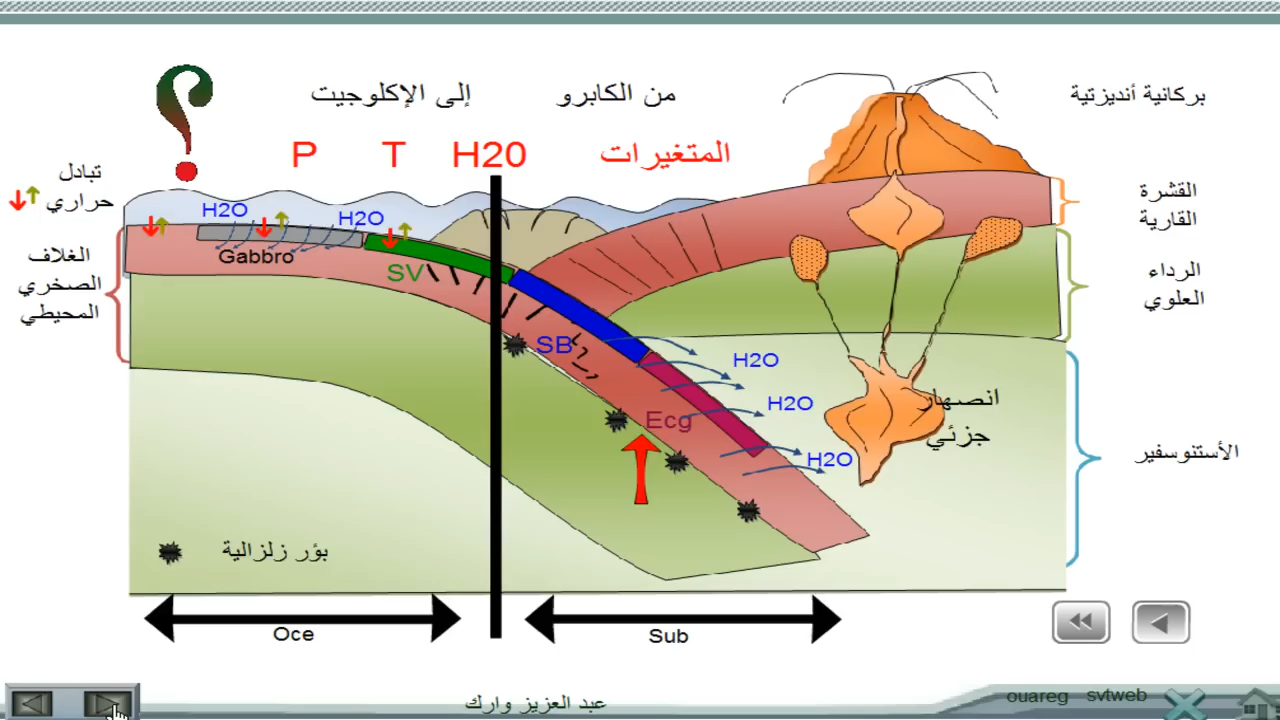 بركانية أنديزتية
من الكابرو
إلى الإكلوجيت
المتغيرات
H20
T
P
تبادل
حراري
H2O
H2O
القشرة
القارية
الغلاف
الصخري
المحيطي
Gabbro
SV
الرداء
العلوي
SB
H2O
H2O
H2O
Ecg
انصهار
جزئي
الأستنوسفير
بؤر زلزالية
Oce
Sub
عبد العزيز وارك
ouareg svtweb